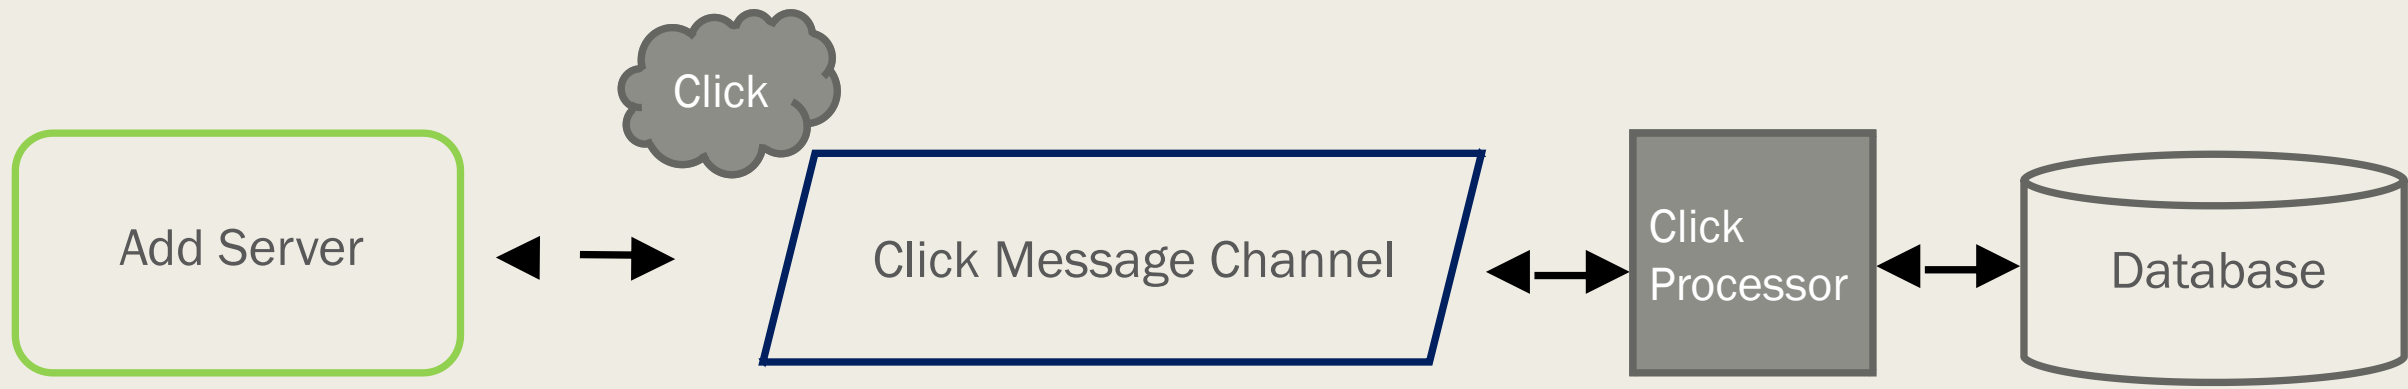 Click
Add Server
Click Message Channel
Click
Processor
Database